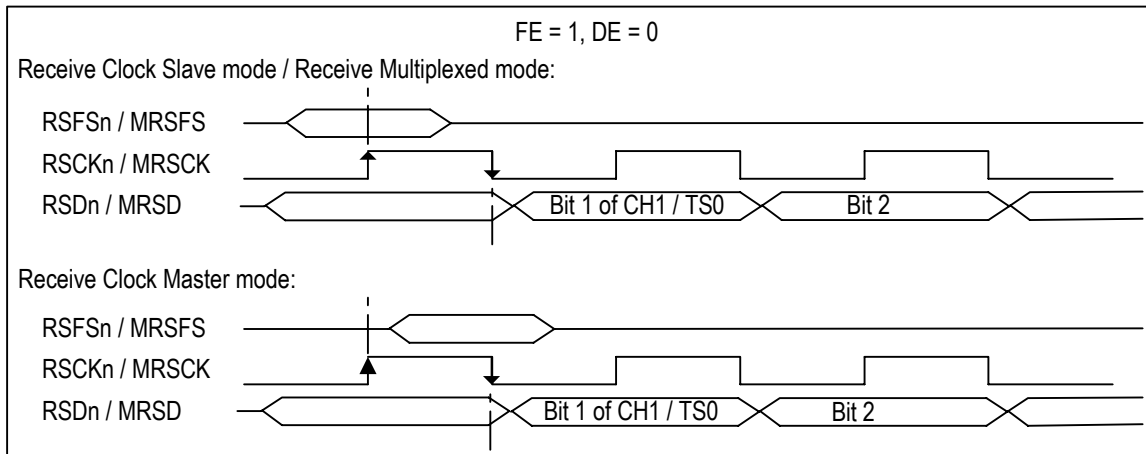 FE = 1, DE = 0
Receive Clock Slave mode / Receive Multiplexed mode:
RSFSn / MRSFS
RSCKn / MRSCK
RSDn / MRSD
Bit 1 of CH1 / TS0
Bit 2
Receive Clock Master mode:
RSFSn / MRSFS
RSCKn / MRSCK
RSDn / MRSD
Bit 1 of CH1 / TS0
Bit 2